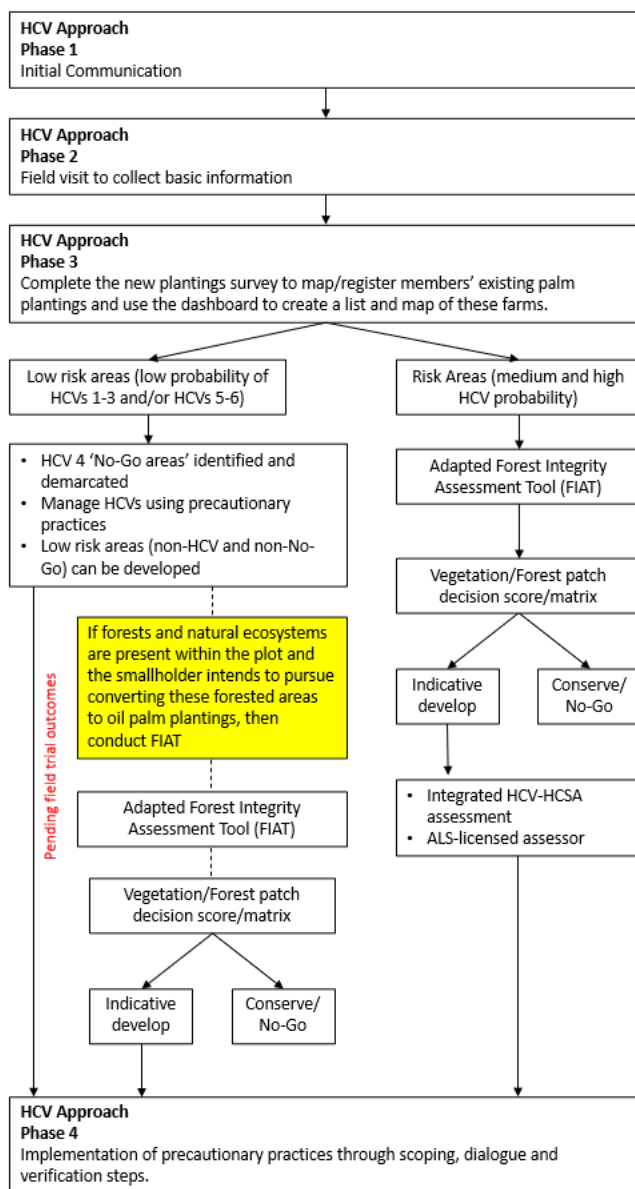 HCV Approach
Phase 1
Initial Communication
HCV Approach
Phase 2
Field visit to collect basic information
HCV Approach
Phase 3
Complete the new plantings survey to map/register members’ existing palm
plantings and use the dashboard to create a list and map of these farms.
Low risk areas (low probability of
HCVs 1-3 and/or HCVs 5-6)
Risk Areas (medium and high
HCV probability)
• HCV 4 ‘No-Go areas’ identified and
demarcated
• Manage HCVs using precautionary
practices
• Low risk areas (non-HCV and non-No-
Go) can be developed
Adapted Forest Integrity
Assessment Tool (FIAT)
Vegetation/Forest patch
decision score/matrix
Indicative
develop
Conserve/
No-Go
• Integrated HCV-HCSA
assessment
• ALS-licensed assessor
Pending field trial outcomes
If forests and natural ecosystems
are present within the plot and
the smallholder intends to pursue
converting these forested areas
to oil palm plantings, then
conduct FIAT
Adapted Forest Integrity
Assessment Tool (FIAT)
Vegetation/Forest patch
decision score/matrix
Indicative
develop
Conserve/
No-Go
HCV Approach
Phase 4
Implementation of precautionary practices through scoping, dialogue and
verification steps.